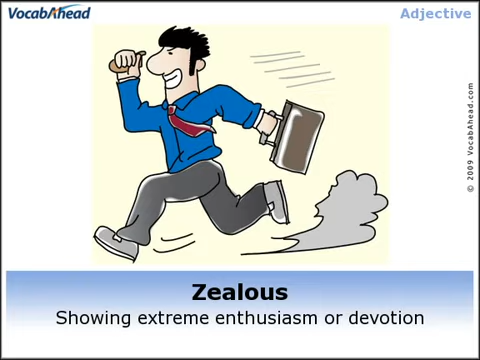 VocabAhead
Adjective
© 2009 VocabAhead.com
Zealous
Showing extreme enthusiasm or devotion